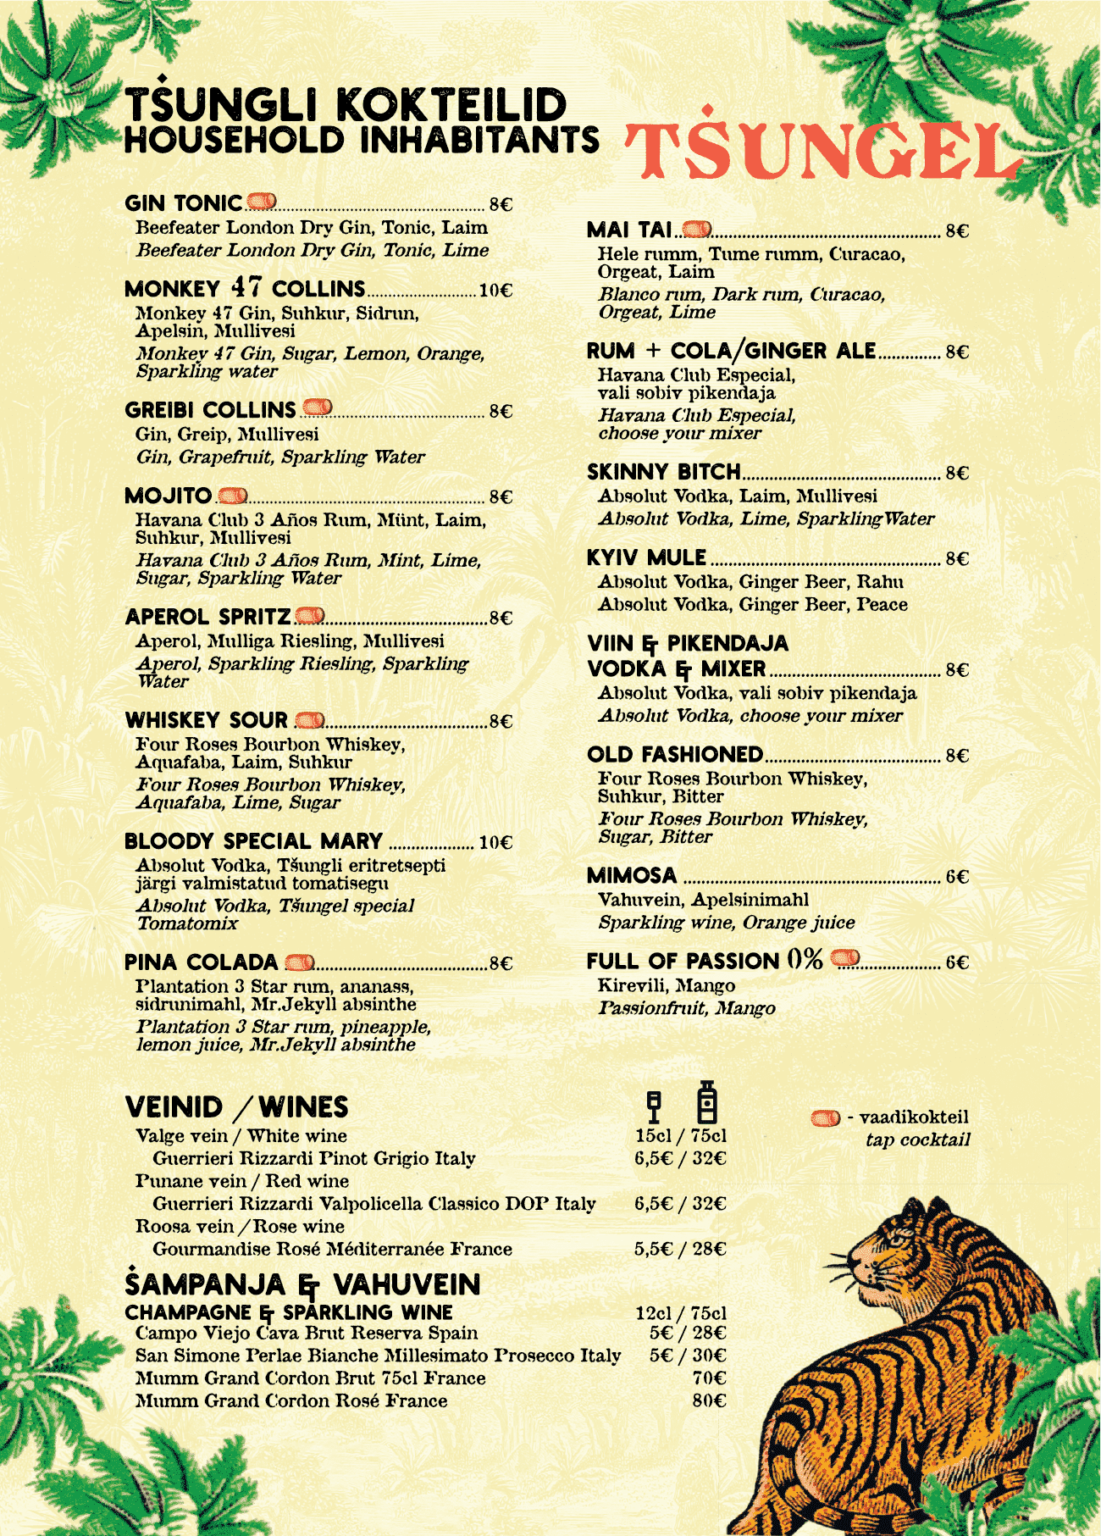 TŠUNGLI KOKTEILID
HOUSEHOLD INHABITANTS
TŠUNGEL
GIN TONIC 8€
Beefeater London Dry Gin, Tonic, Laim
Beefeater London Dry Gin, Tonic, Lime
MONKEY 47 COLLINS 10€
Monkey 47 Gin, Suhkur, Sidrun,
Apelsin, Mullivesi
Monkey 47 Gin, Sugar, Lemon, Orange,
Sparkling water
GREIBI COLLINS 8€
Gin, Greip, Mullivesi
Gin, Grapefruit, Sparkling Water
MOJITO 8€
Havana Club 3 Años Rum, Münt, Laim,
Suhkur, Mullivesi
Havana Club 3 Años Rum, Mint, Lime,
Sugar, Sparkling Water
APEROL SPRITZ 8€
Aperol, Mulliga Riesling, Mullivesi
Aperol, Sparkling Riesling, Sparkling
Water
WHISKEY SOUR 8€
Four Roses Bourbon Whiskey,
Aquafaba, Laim, Suhkur
Four Roses Bourbon Whiskey,
Aquafaba, Lime, Sugar
BLOODY SPECIAL MARY 10€
Absolut Vodka, Tšungli eritretsepti
järgi valmistatud tomatisegu
Absolut Vodka, Tšungel special
Tomatomix
PINA COLADA 8€
Plantation 3 Star rum, ananass,
sidrunimahl, Mr.Jekyll absinthe
Plantation 3 Star rum, pineapple,
lemon juice, Mr.Jekyll absinthe
MAI TAI 8€
Hele rumm, Tume rumm, Curacao,
Orgeat, Laim
Blanco rum, Dark rum, Curacao,
Orgeat, Lime
RUM + COLA/GINGER ALE 8€
Havana Club Especial,
vali sobiv pikendaja
Havana Club Especial,
choose your mixer
SKINNY BITCH 8€
Absolut Vodka, Laim, Mullivesi
Absolut Vodka, Lime, SparklingWater
KYIV MULE 8€
Absolut Vodka, Ginger Beer, Rahu
Absolut Vodka, Ginger Beer, Peace
VIIN & PIKENDAJA
VODKA & MIXER 8€
Absolut Vodka, vali sobiv pikendaja
Absolut Vodka, choose your mixer
OLD FASHIONED 8€
Four Roses Bourbon Whiskey,
Suhkur, Bitter
Four Roses Bourbon Whiskey,
Sugar, Bitter
MIMOSA 6€
Vahuvein, Apelsinimahl
Sparkling wine, Orange juice
FULL OF PASSION 0% 6€
Kirevili, Mango
Passionfruit, Mango
VEINID / WINES
Valge vein / White wine 15cl / 75cl
Guerrieri Rizzardi Pinot Grigio Italy 6,5€ / 32€
Punane vein / Red wine
Guerrieri Rizzardi Valpolicella Classico DOP Italy 6,5€ / 32€
Roosa vein / Rose wine
Gourmandise Rosé Méditerranée France 5,5€ / 28€
ŠAMPANJA & VAHUVEIN
CHAMPAGNE & SPARKLING WINE 12cl / 75cl
Campo Viejo Cava Brut Reserva Spain 5€ / 28€
San Simone Perlae Bianche Millesimato Prosecco Italy 5€ / 30€
Mumm Grand Cordon Brut 75cl France 70€
Mumm Grand Cordon Rosé France 80€
- vaadikokteil
tap cocktail